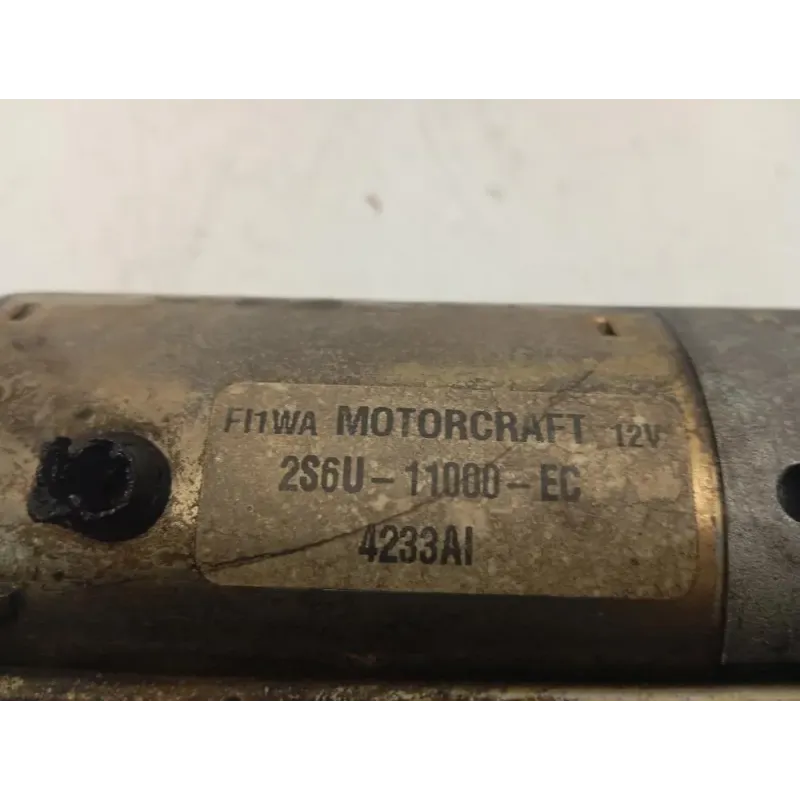 FI1WA MOTORCRAFT 12V
2S6U-11000-EC
4233AI